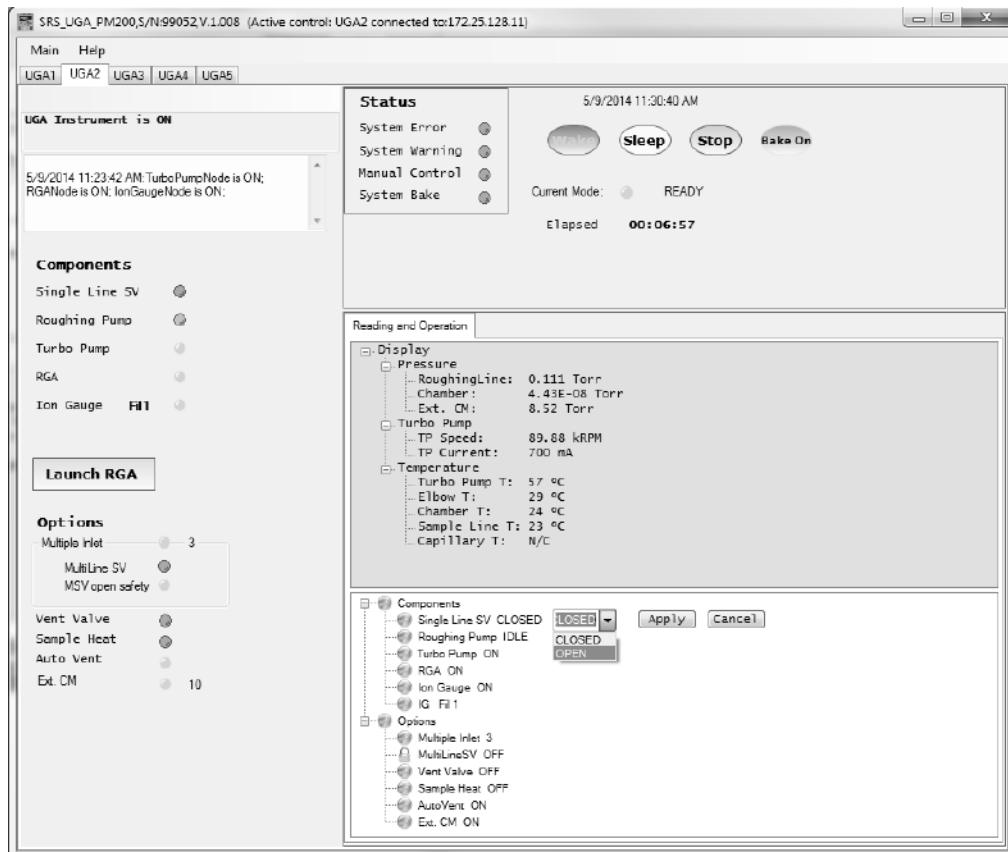 SRS_UGA_PM200,S/N:99052,V.1.008 (Active control: UGA2 connected to:172.25.128.11)
Main Help
UGA1 UGA2 UGA3 UGA4 UGA5
UGA Instrument is ON
5/9/2014 11:23:42 AM: TurboPumpNode is ON;
RGANode is ON; IonGaugeNode is ON;
Components
Single Line SV
Roughing Pump
Turbo Pump
RGA
Ion Gauge Fil1
Launch RGA
Options
Multiple Inlet 3
MultiLine SV
MSV open safety
Vent Valve
Sample Heat
Auto Vent
Ext. CM 10
Status
System Error
System Warning
Manual Control
System Bake
5/9/2014 11:30:40 AM
Wake Sleep Stop Bake On
Current Mode: READY
Elapsed 00:06:57
Reading and Operation
Display
Pressure
RoughingLine: 0.111 Torr
Chamber: 4.43E-08 Torr
Ext. CM: 8.52 Torr
Turbo Pump
TP Speed: 89.88 kRPM
TP Current: 700 mA
Temperature
Turbo Pump T: 57 ºC
Elbow T: 29 ºC
Chamber T: 24 ºC
Sample Line T: 23 ºC
Capillary T: N/C
Components
Single Line SV CLOSED CLOSED Apply Cancel
Roughing Pump IDLE CLOSED
Turbo Pump ON OPEN
RGA ON
Ion Gauge ON
IG Fil 1
Options
Multiple Inlet 3
MultiLineSV OFF
Vent Valve OFF
Sample Heat OFF
AutoVent ON
Ext. CM ON